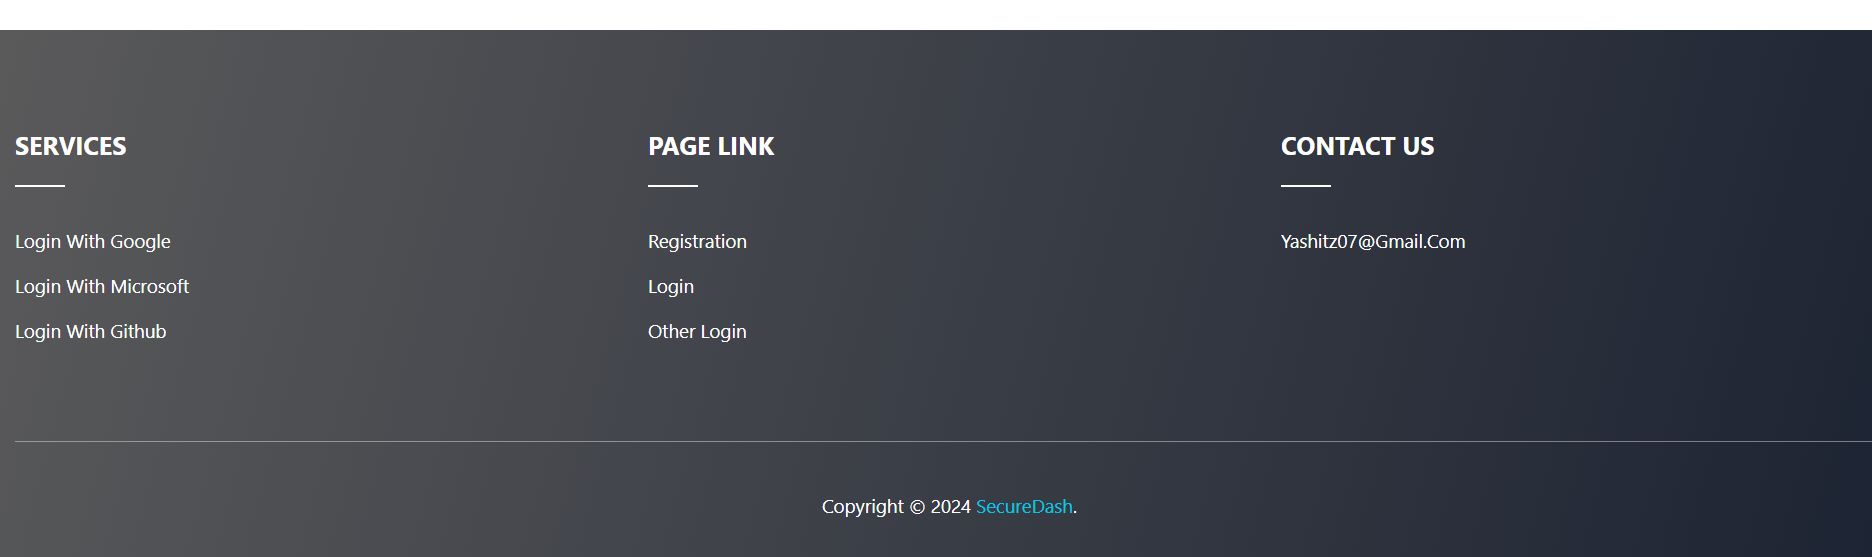 SERVICES
Login With Google
Login With Microsoft
Login With Github
PAGE LINK
Registration
Login
Other Login
CONTACT US
Yashitz07@Gmail.Com
Copyright © 2024 SecureDash.